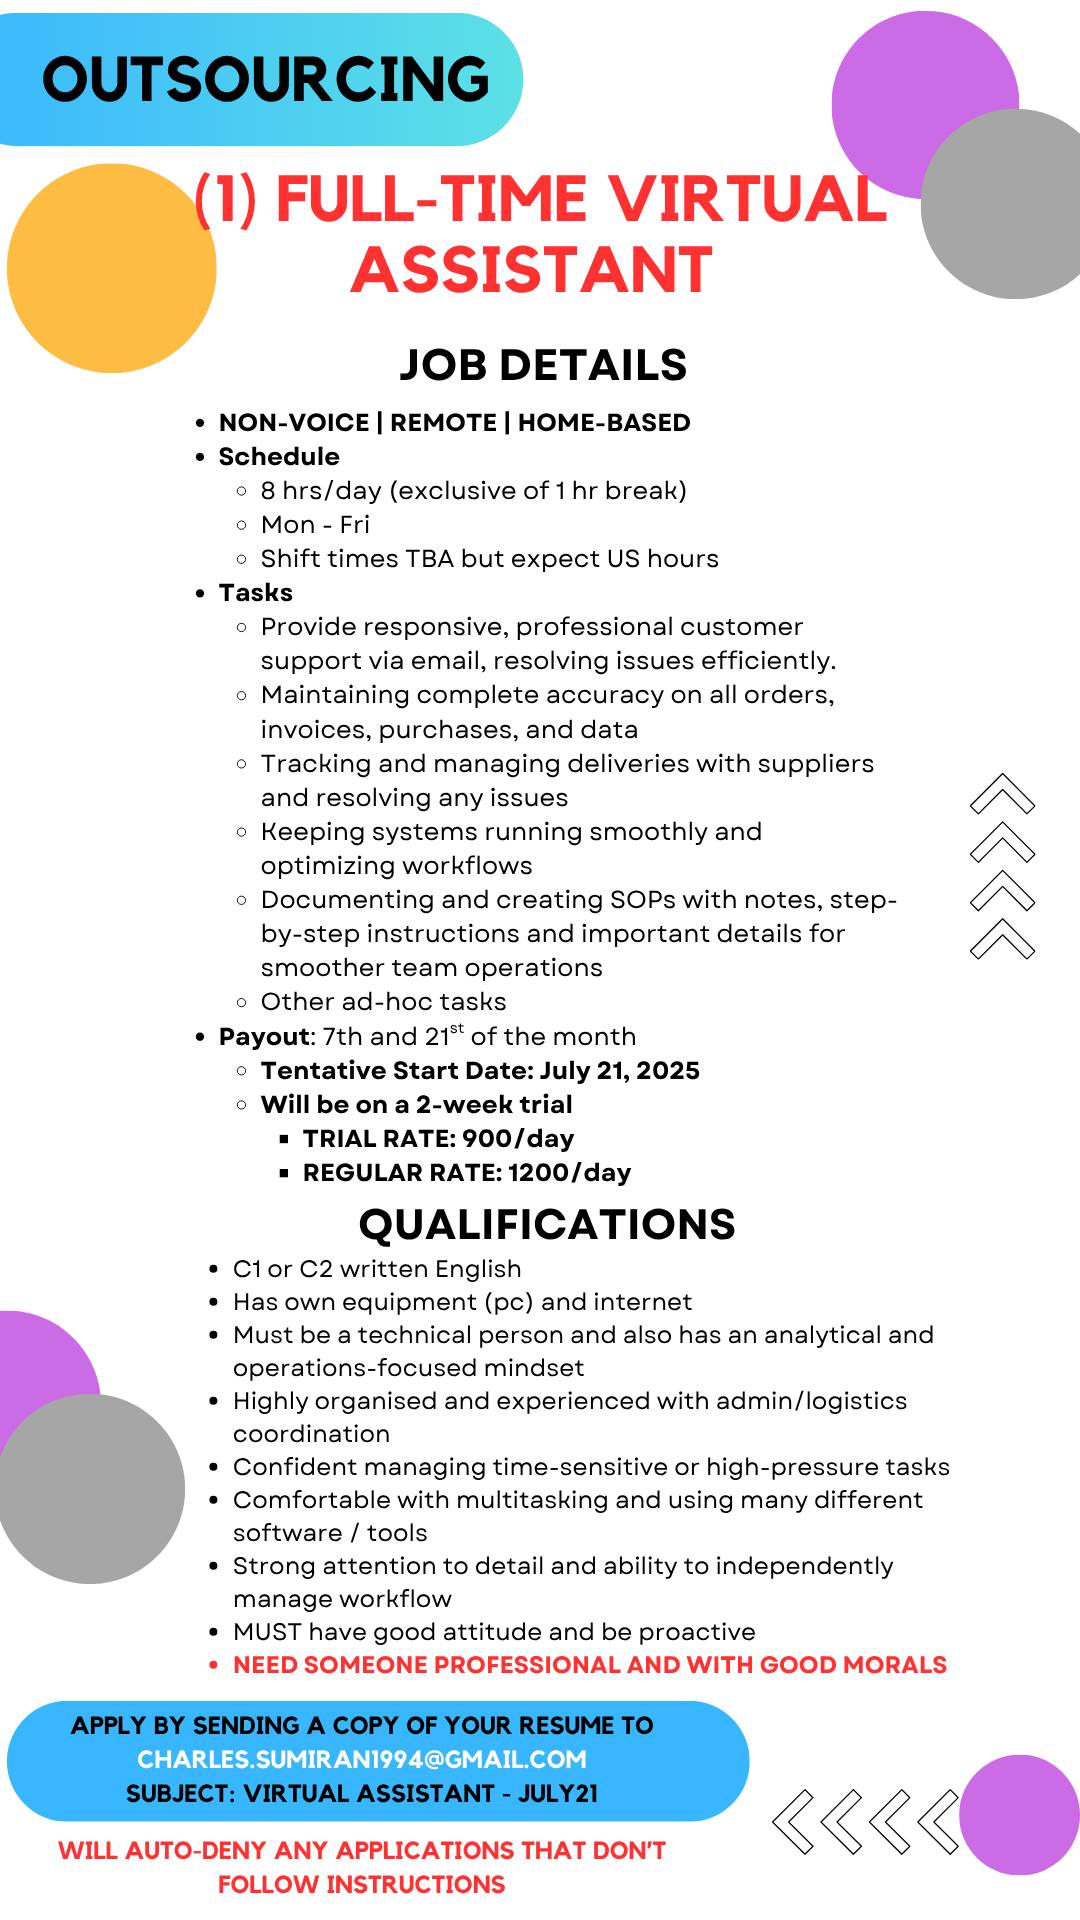 OUTSOURCING
(1) FULL-TIME VIRTUAL
ASSISTANT
JOB DETAILS
• NON-VOICE | REMOTE | HOME-BASED
• Schedule
◦ 8 hrs/day (exclusive of 1 hr break)
◦ Mon - Fri
◦ Shift times TBA but expect US hours
• Tasks
◦ Provide responsive, professional customer
support via email, resolving issues efficiently.
◦ Maintaining complete accuracy on all orders,
invoices, purchases, and data
◦ Tracking and managing deliveries with suppliers
and resolving any issues
◦ Keeping systems running smoothly and
optimizing workflows
◦ Documenting and creating SOPs with notes, step-
by-step instructions and important details for
smoother team operations
◦ Other ad-hoc tasks
• Payout: 7th and 21st of the month
◦ Tentative Start Date: July 21, 2025
◦ Will be on a 2-week trial
▪ TRIAL RATE: 900/day
▪ REGULAR RATE: 1200/day
QUALIFICATIONS
• C1 or C2 written English
• Has own equipment (pc) and internet
• Must be a technical person and also has an analytical and
operations-focused mindset
• Highly organised and experienced with admin/logistics
coordination
• Confident managing time-sensitive or high-pressure tasks
• Comfortable with multitasking and using many different
software / tools
• Strong attention to detail and ability to independently
manage workflow
• MUST have good attitude and be proactive
• NEED SOMEONE PROFESSIONAL AND WITH GOOD MORALS
APPLY BY SENDING A COPY OF YOUR RESUME TO
CHARLES.SUMIRAN1994@GMAIL.COM
SUBJECT: VIRTUAL ASSISTANT - JULY21
WILL AUTO-DENY ANY APPLICATIONS THAT DON'T
FOLLOW INSTRUCTIONS